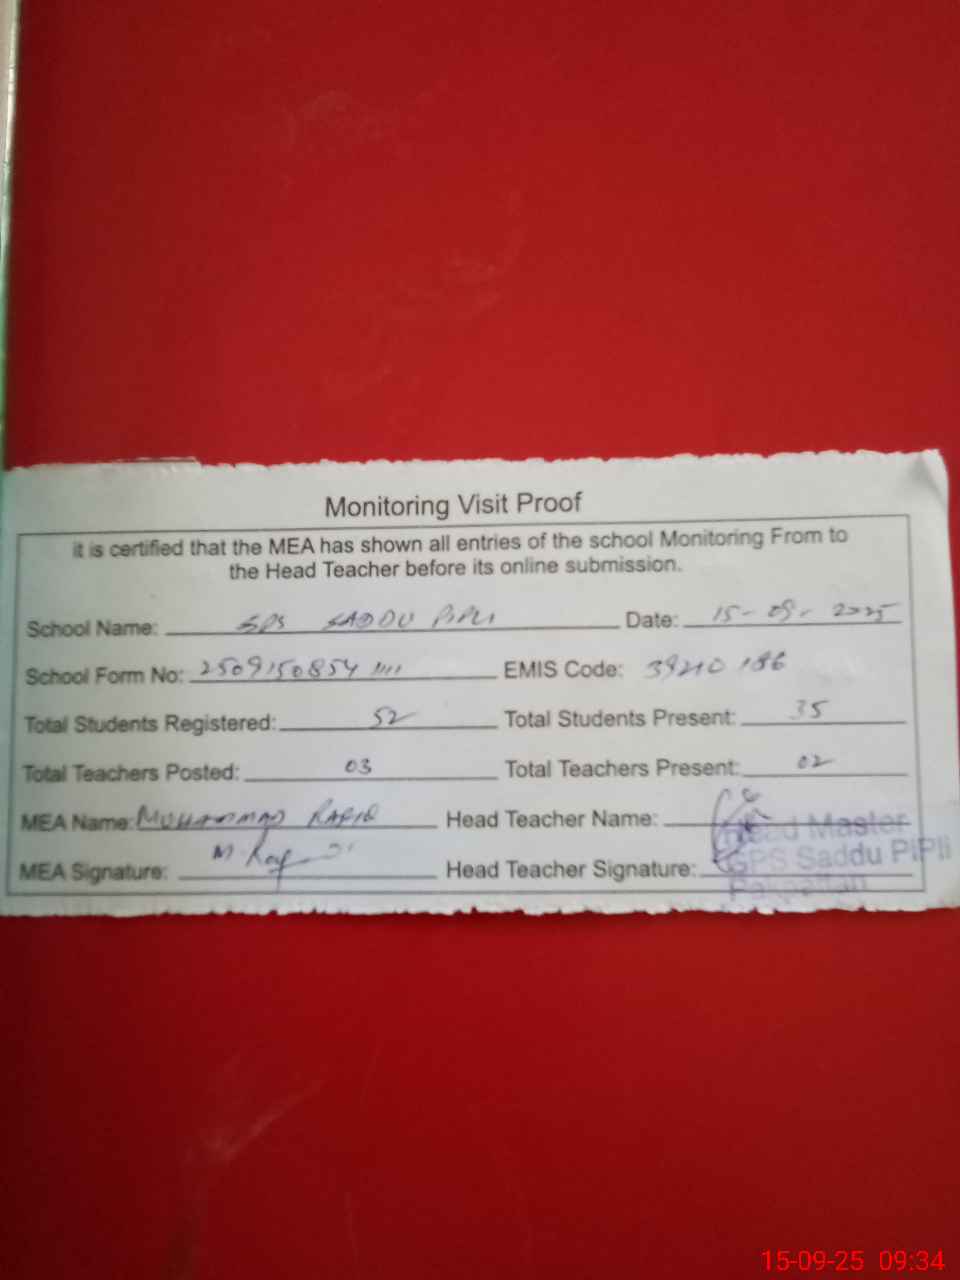 Monitoring Visit Proof
it is certified that the MEA has shown all entries of the school Monitoring From to
the Head Teacher before its online submission.
School Name: GPS SADDU PiPLi Date: 15-09-2025
School Form No: 2509150854 1111 EMIS Code: 39210186
Total Students Registered: 52 Total Students Present: 35
Total Teachers Posted: 03 Total Teachers Present: 02
MEA Name: MUHAMMAD RAFIQ Head Teacher Name:
MEA Signature: Head Teacher Signature:
Head Master
GPS Saddu PiPli
Pakpattan
15-09-25 09:34